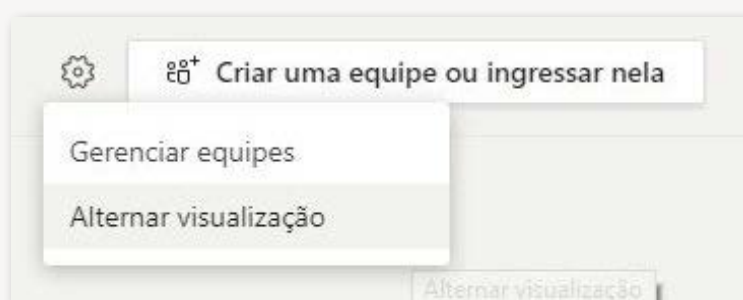 Criar uma equipe ou ingressar nela
Gerenciar equipes
Alternar visualização
Alternar visualização